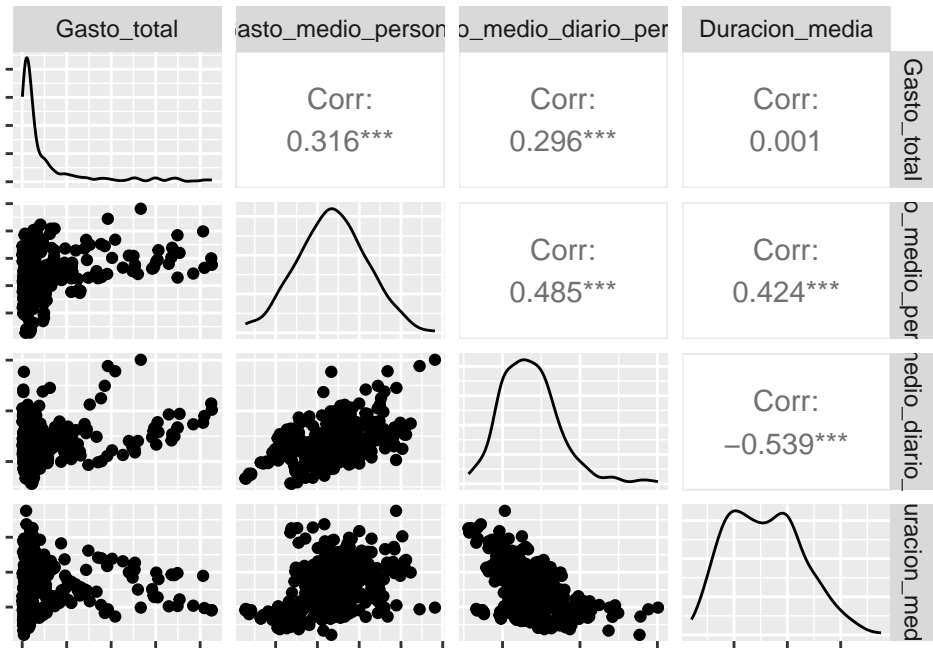 Gasto_total
Gasto_medio_person
o_medio_diario_per
Duracion_media
Corr:
0.316***
Corr:
0.296***
Corr:
0.001
Gasto_total
Corr:
0.485***
Corr:
0.424***
o_medio_per
Corr:
−0.539***
medio_diario_
uracion_med